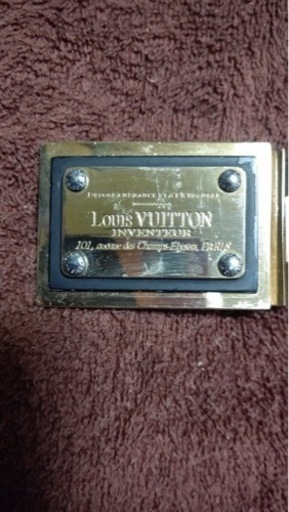 LOUIS VUITTON
INVENTEUR
101, avenue des Champs-Elysées, PARIS